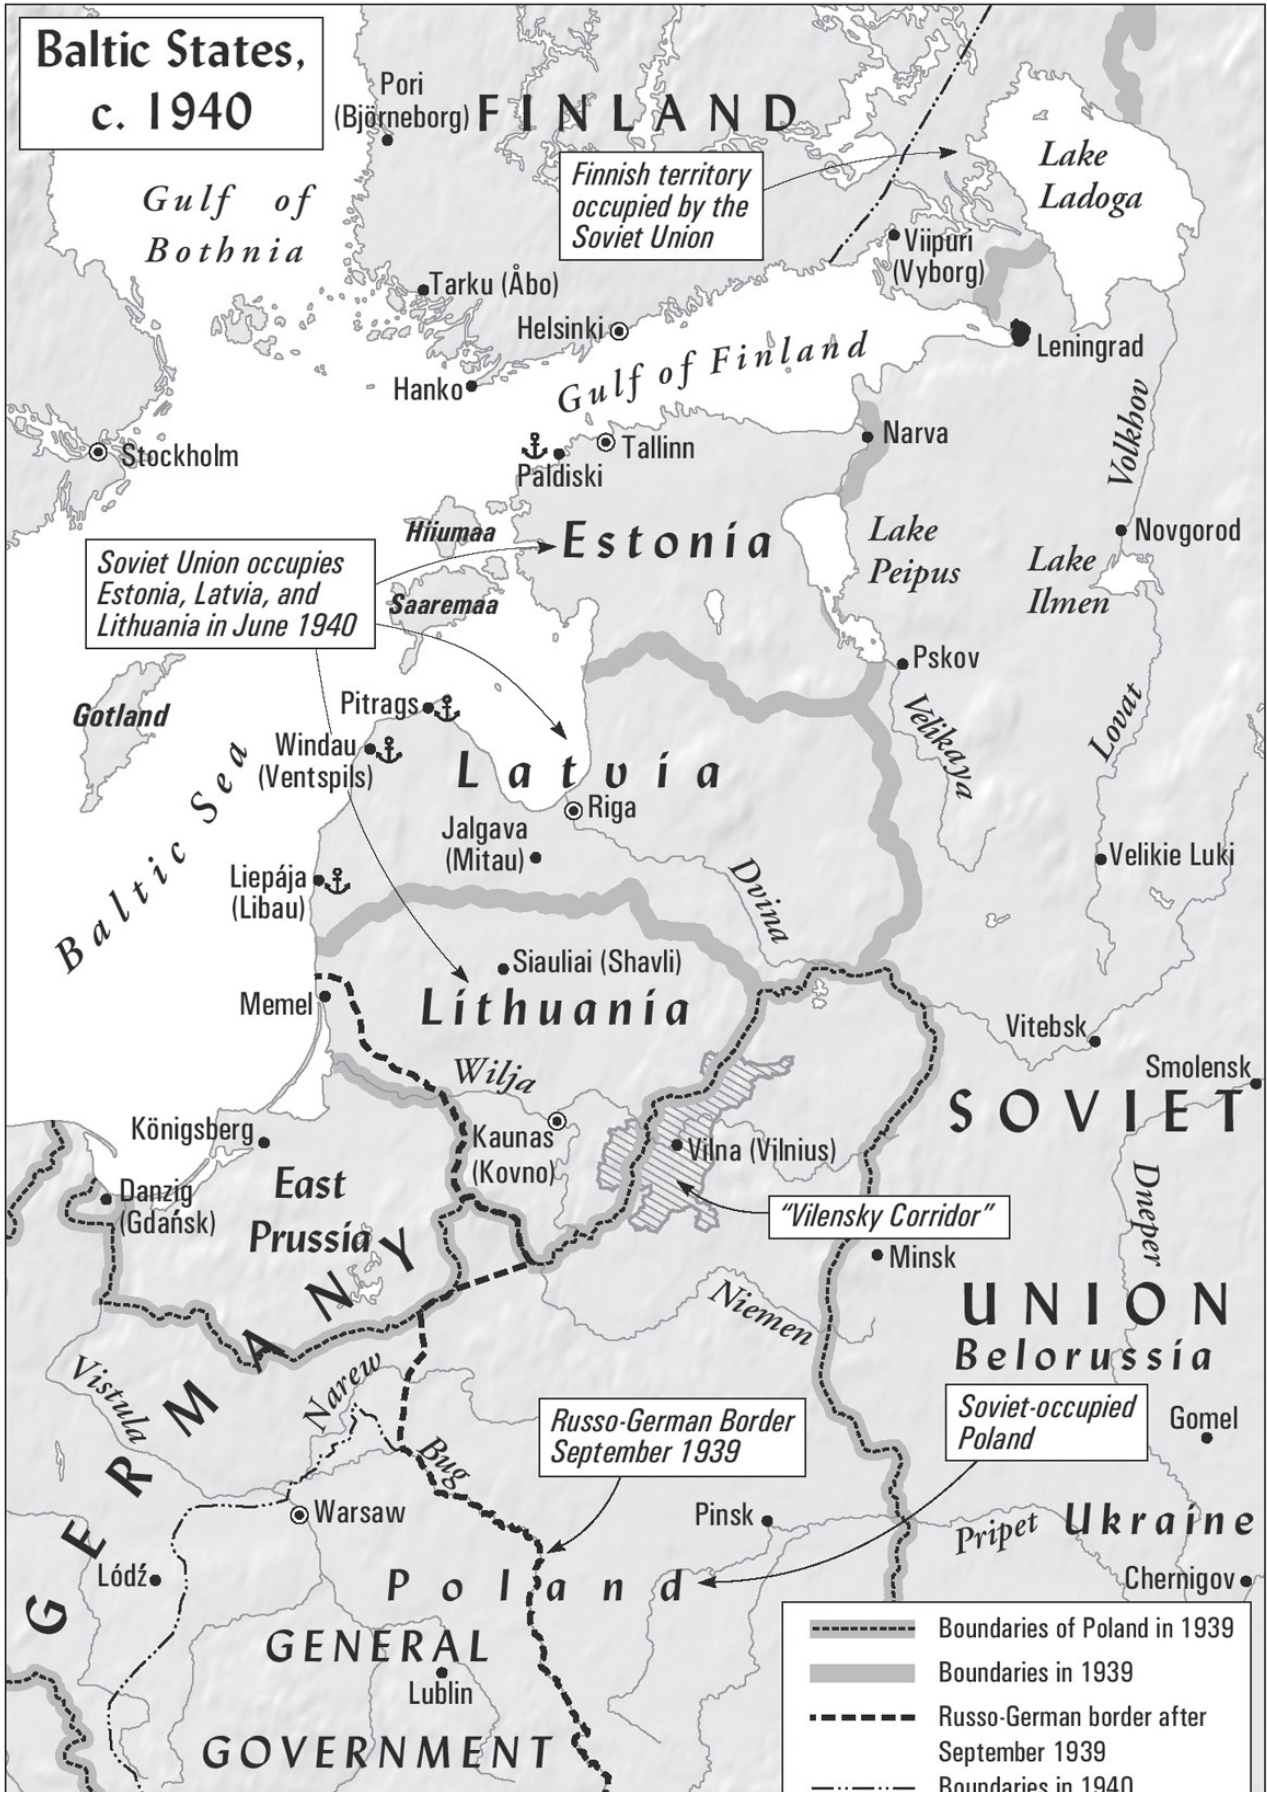 Baltic States,
c. 1940
Pori
(Björneborg)
FINLAND
Gulf of
Bothnia
Finnish territory
occupied by the
Soviet Union
Lake
Ladoga
Viipuri
(Vyborg)
Tarku (Åbo)
Helsinki
Leningrad
Hanko
Gulf of Finland
Volkhov
Stockholm
Tallinn
Paldiski
Narva
Hiiumaa
Estonia
Lake
Peipus
Novgorod
Lake
Ilmen
Soviet Union occupies
Estonia, Latvia, and
Lithuania in June 1940
Saaremaa
Pskov
Gotland
Pitrags
Velikaya
Lovat
Windau
(Ventspils)
Latvia
Baltic Sea
Riga
Jalgava
(Mitau)
Velikie Luki
Liepája
(Libau)
Dvina
Siauliai (Shavli)
Memel
Lithuania
Vitebsk
Wilja
Smolensk
SOVIET
Königsberg
Kaunas
(Kovno)
Vilna (Vilnius)
East
Prussia
Danzig
(Gdańsk)
"Vilensky Corridor"
Dneper
Minsk
GERMANY
Niemen
UNION
Belorussia
Vistula
Narew
Russo-German Border
September 1939
Soviet-occupied
Poland
Gomel
Bug
Warsaw
Pinsk
Pripet
Ukraine
Lódź
Poland
Chernigov
GENERAL
Lublin
GOVERNMENT
Boundaries of Poland in 1939
Boundaries in 1939
Russo-German border after
September 1939
Boundaries in 1940